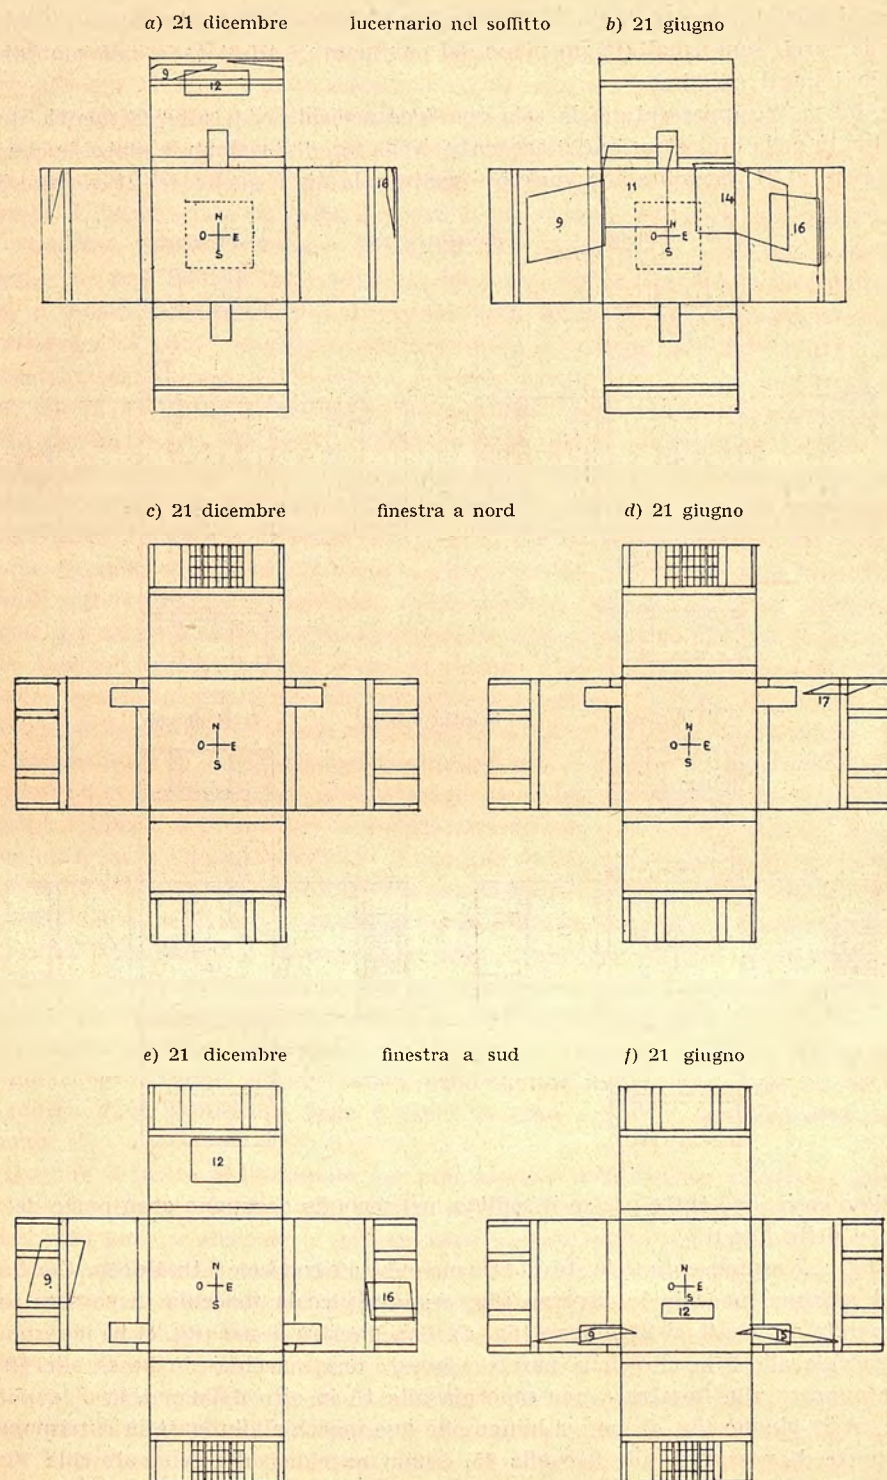 a) 21 dicembre lucernario nel soffitto b) 21 giugno
9 12
16
N
O E
S
11 14
9 16
N
O E
S
c) 21 dicembre finestra a nord d) 21 giugno
17
N
O E
S
N
O E
S
e) 21 dicembre finestra a sud f) 21 giugno
12
9
N
O E
S
16
N
O E
S
12
9 15